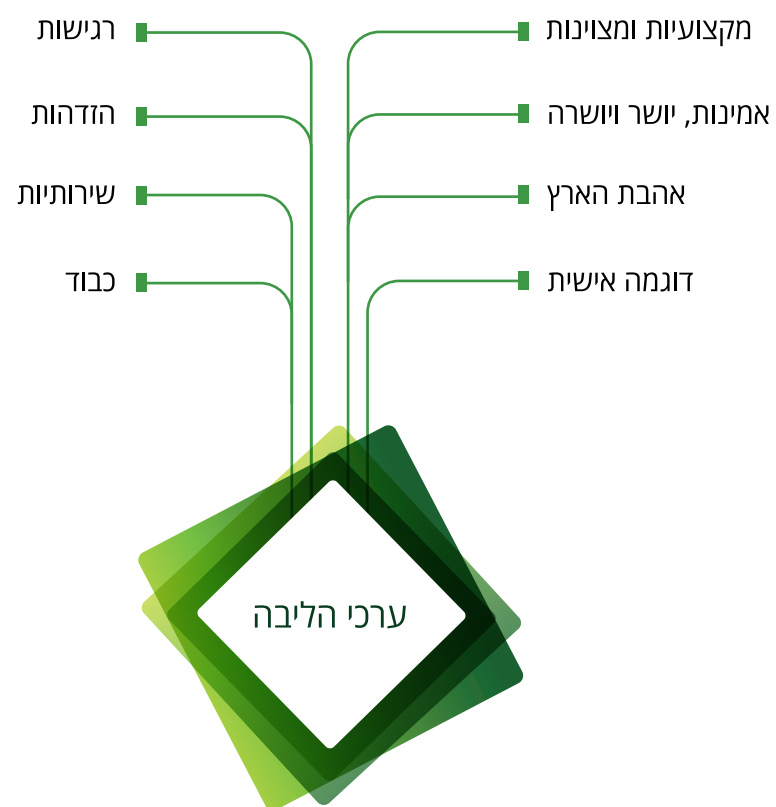 מקצועיות ומצוינות
אמינות, יושר ויושרה
אהבת הארץ
דוגמה אישית
רגישות
הזדהות
שירותיות
כבוד
ערכי הליבה